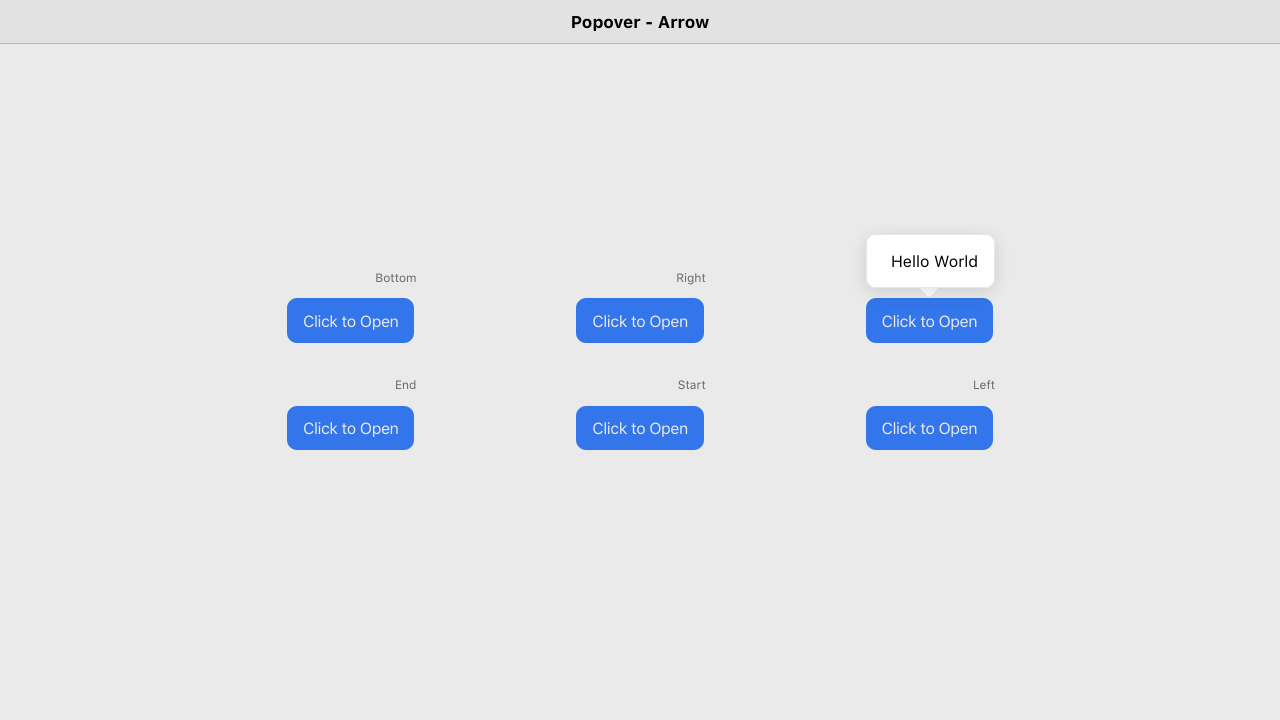 Popover - Arrow
Hello World
Bottom
Right
Click to Open
Click to Open
Click to Open
End
Start
Left
Click to Open
Click to Open
Click to Open